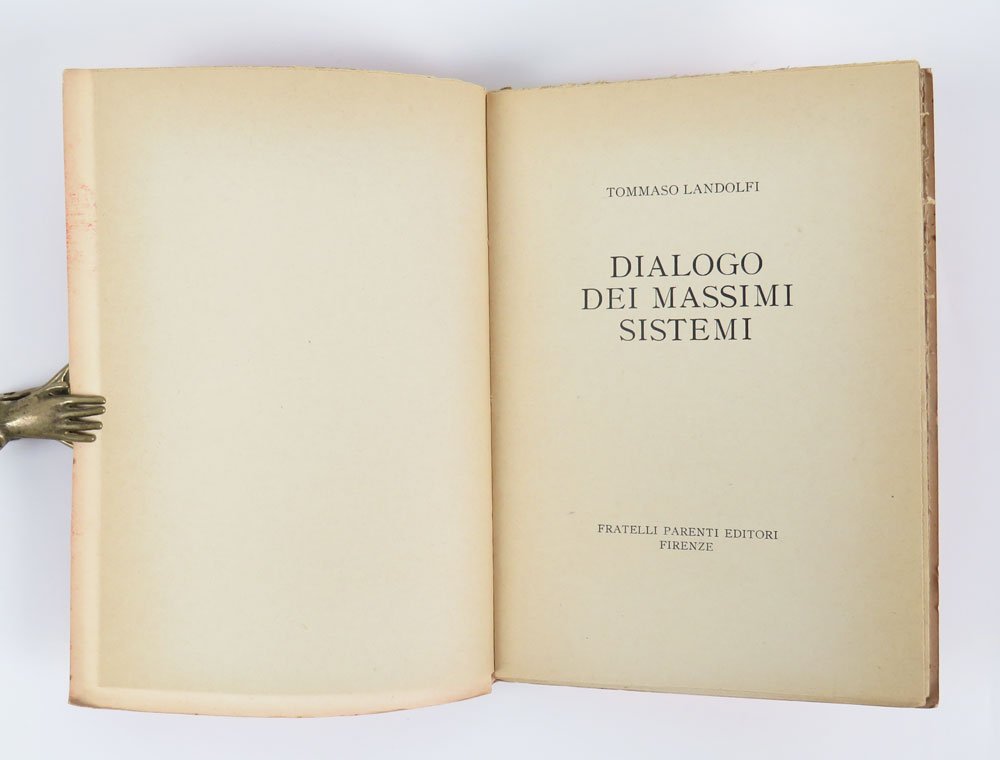 TOMMASO LANDOLFI
DIALOGO
DEI MASSIMI
SISTEMI
FRATELLI PARENTI EDITORI
FIRENZE